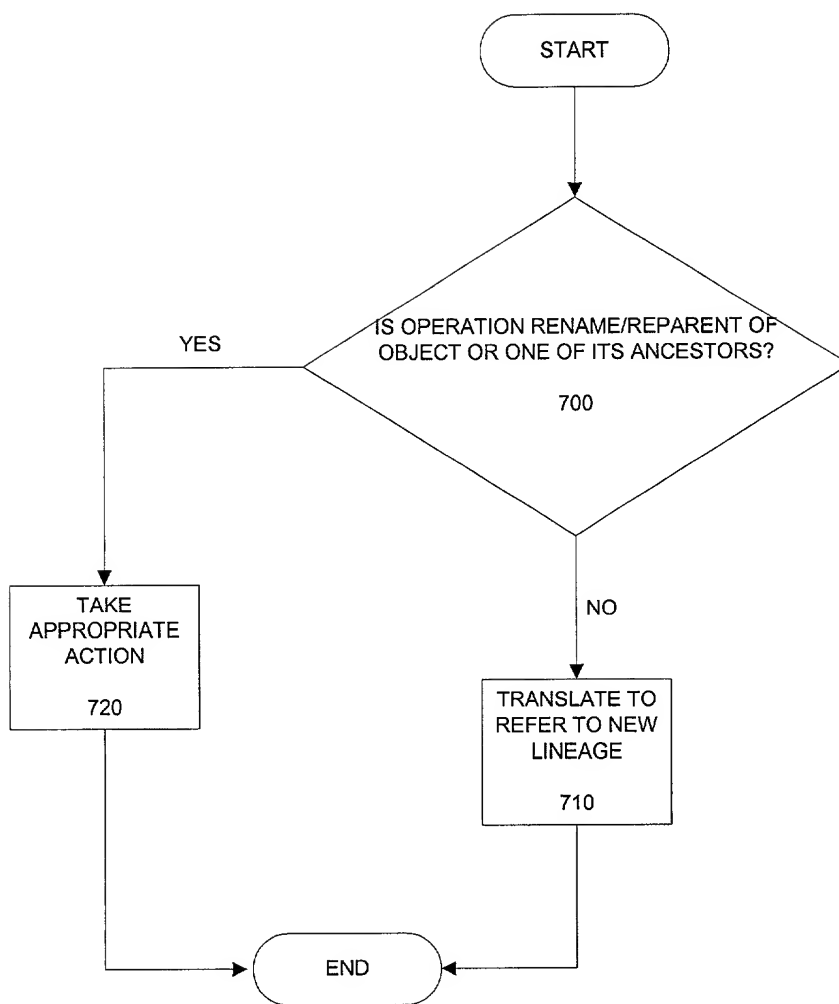 START
IS OPERATION RENAME/REPARENT OF
OBJECT OR ONE OF ITS ANCESTORS?
700
YES
NO
TAKE
APPROPRIATE
ACTION
720
TRANSLATE TO
REFER TO NEW
LINEAGE
710
END